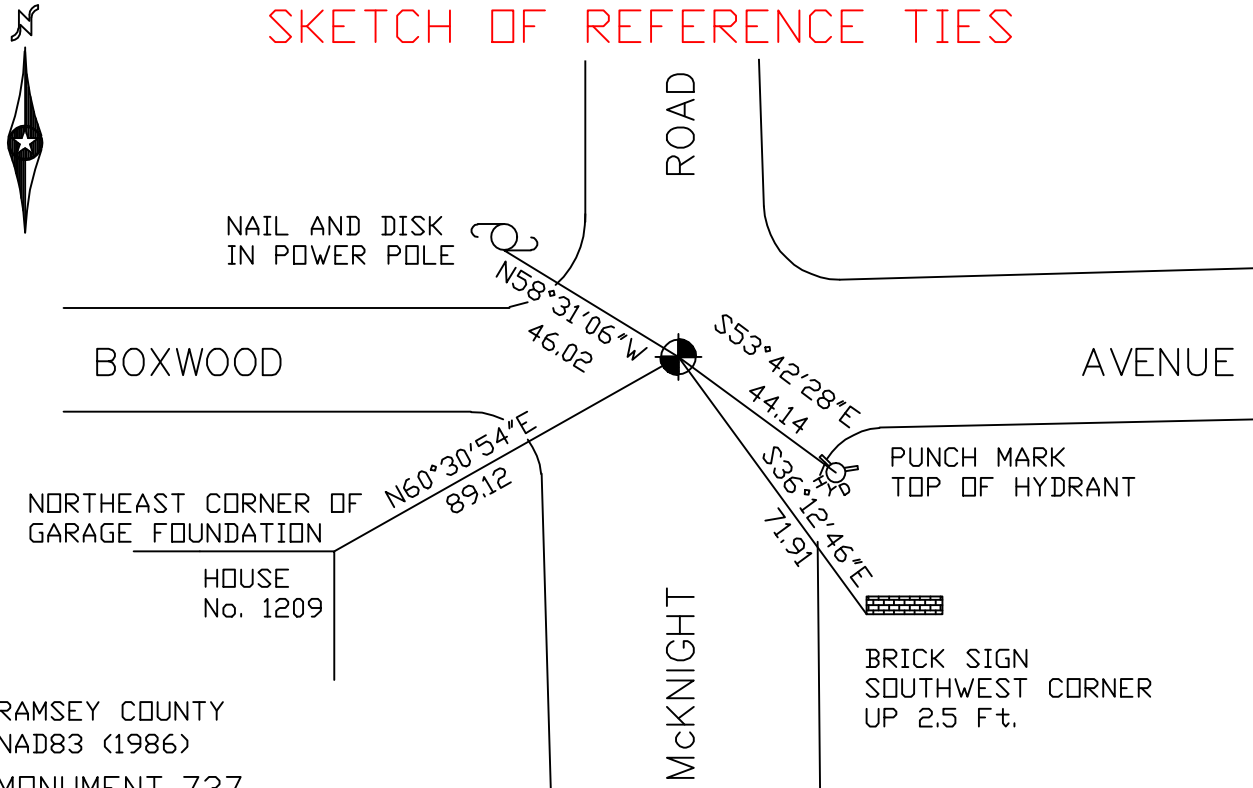 N
SKETCH OF REFERENCE TIES
ROAD
NAIL AND DISK
IN POWER POLE
N58°31'06"W
46.02
S53°42'28"E
44.14
BOXWOOD
AVENUE
PUNCH MARK
TOP OF HYDRANT
HYD
N60°30'54"E
89.12
S36°12'46"E
71.91
NORTHEAST CORNER OF
GARAGE FOUNDATION
HOUSE
No. 1209
McKNIGHT
BRICK SIGN
SOUTHWEST CORNER
UP 2.5 Ft.
RAMSEY COUNTY
NAD83 (1986)
MONUMENT